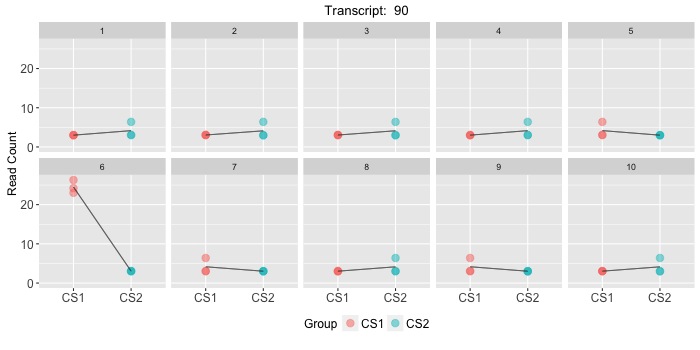 Transcript: 90
1 2 3 4 5
20
10
0
Read Count
6 7 8 9 10
20
10
0
CS1 CS2 CS1 CS2 CS1 CS2 CS1 CS2 CS1 CS2
Group CS1 CS2